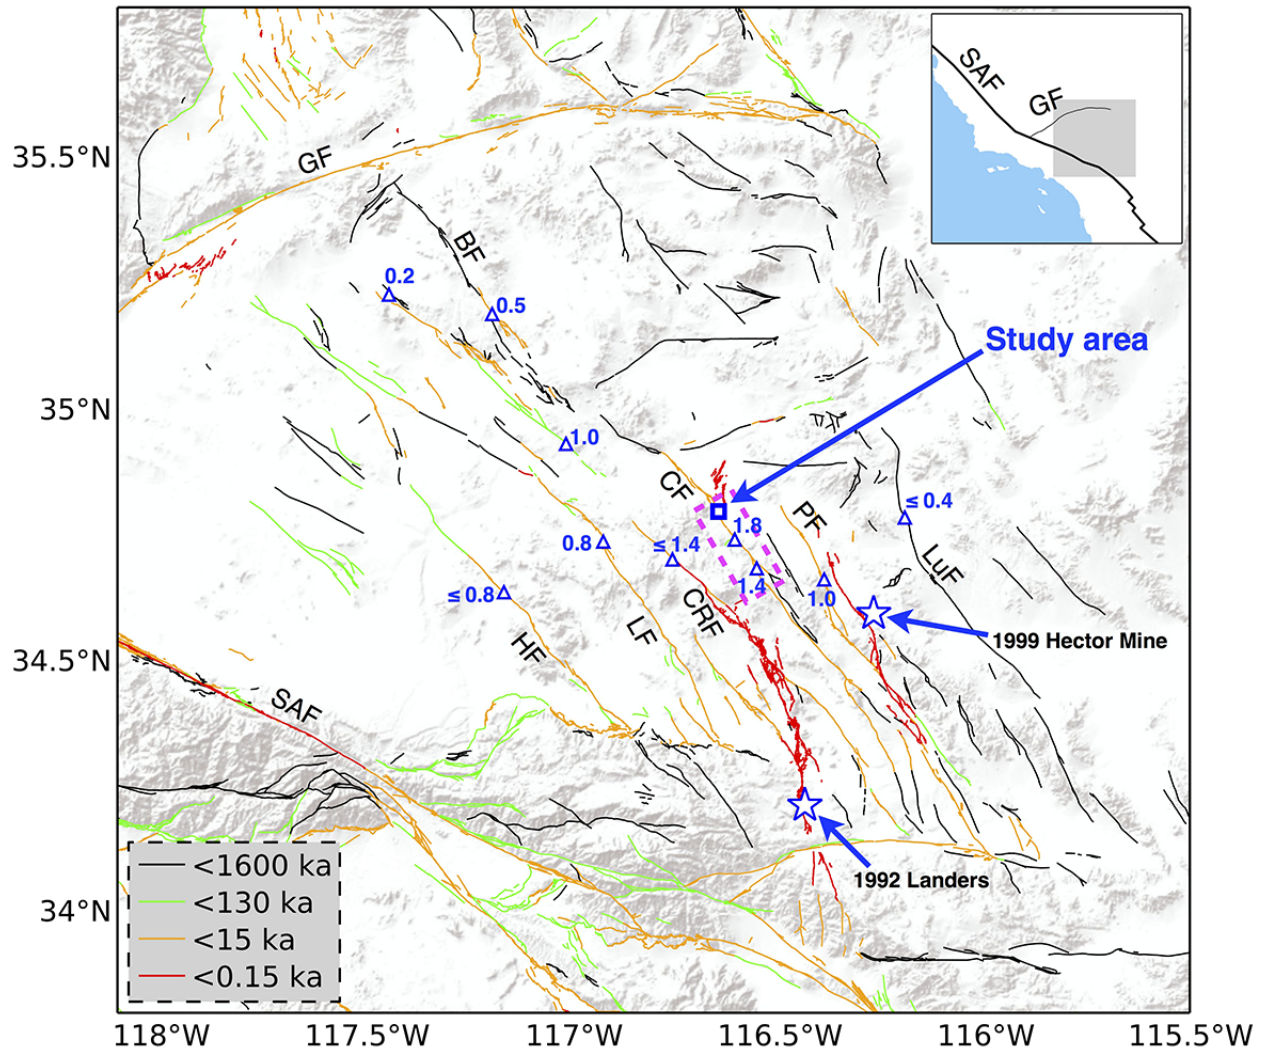 SAF
GF
35.5°N
GF
BF
0.2
0.5
Study area
35°N
1.0
CF
PF
≤ 0.4
1.8
0.8
≤ 1.4
LuF
1.4
1.0
≤ 0.8
CRF
LF
HF
1999 Hector Mine
34.5°N
SAF
<1600 ka
1992 Landers
<130 ka
34°N
<15 ka
<0.15 ka
118°W
117.5°W
117°W
116.5°W
116°W
115.5°W